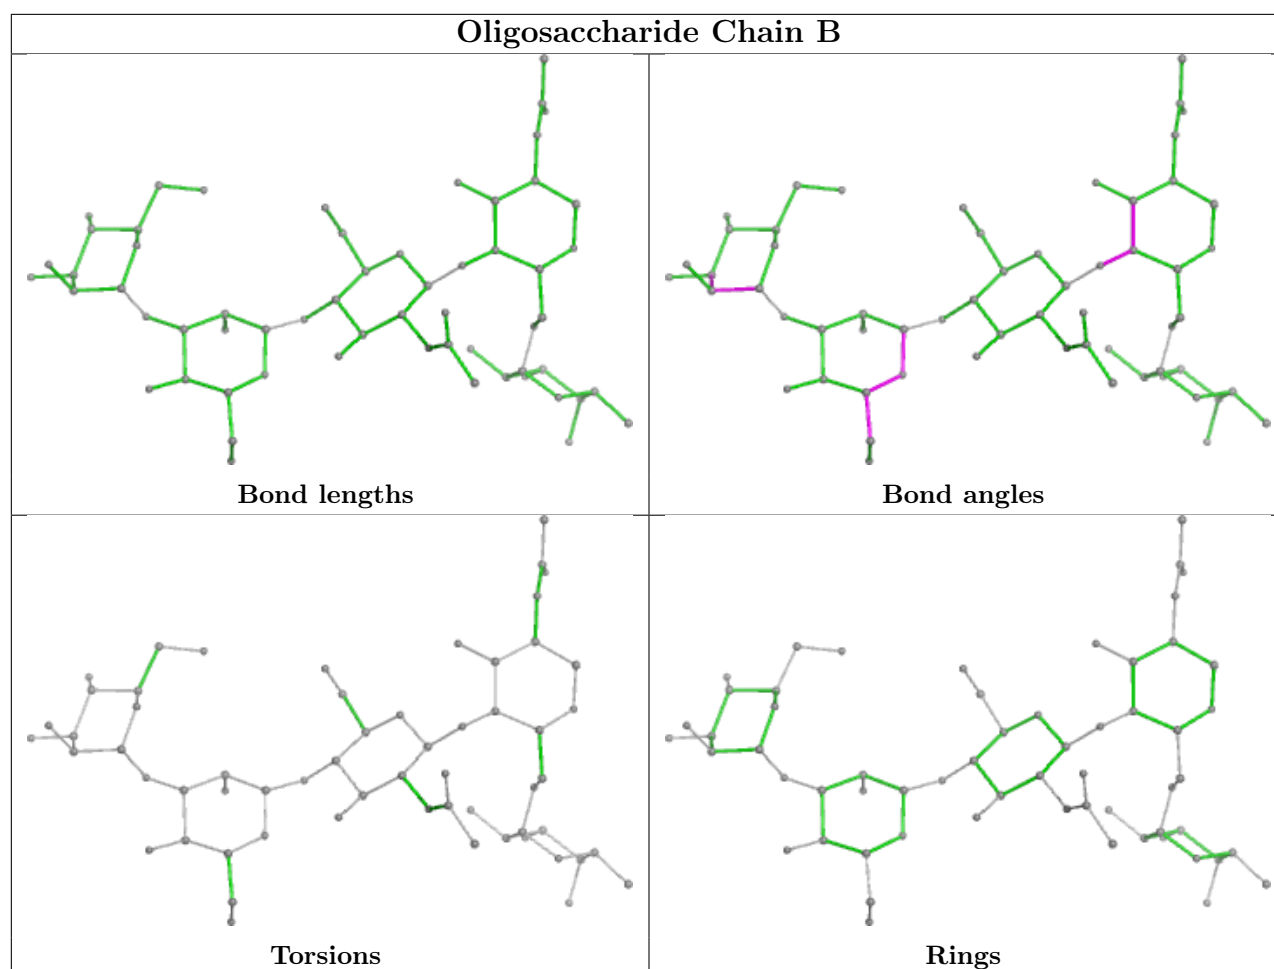 Oligosaccharide Chain B
Bond lengths
Bond angles
Torsions
Rings